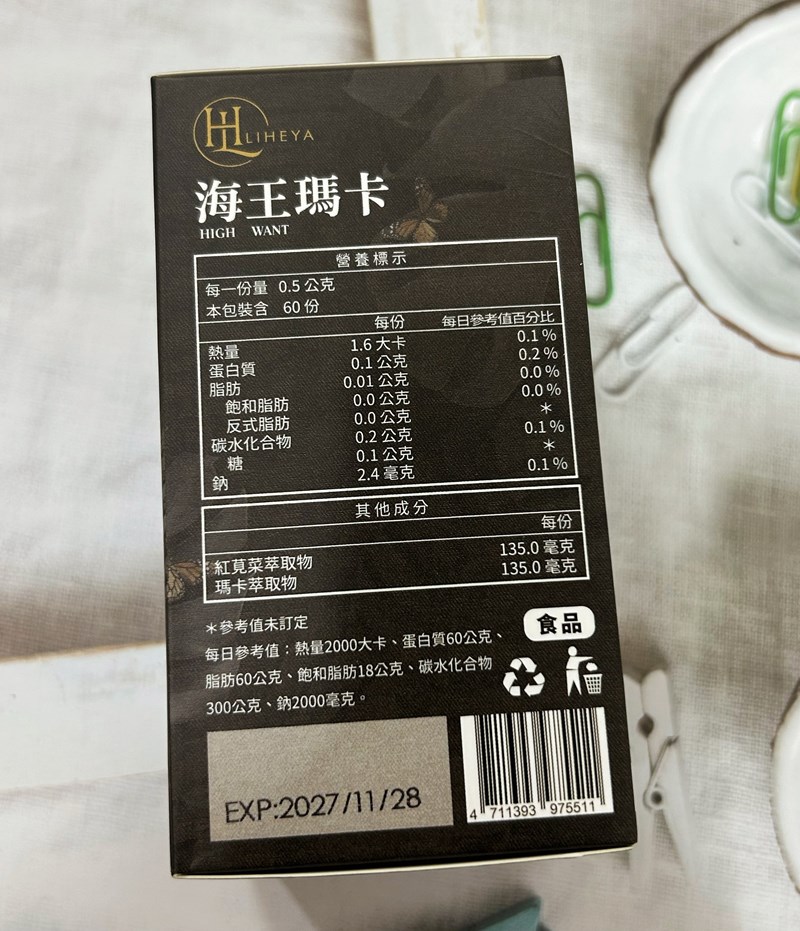 HL LIHEYA
海王瑪卡
HIGH WANT
營養標示
每一份量 0.5 公克
本包裝含 60 份
每份 每日參考值百分比
熱量 1.6 大卡 0.1 %
蛋白質 0.1 公克 0.2 %
脂肪 0.01 公克 0.0 %
飽和脂肪 0.0 公克 0.0 %
反式脂肪 0.0 公克 ＊
碳水化合物 0.2 公克 0.1 %
糖 0.1 公克 ＊
鈉 2.4 毫克 0.1 %
其他成分
每份
紅莧菜萃取物 135.0 毫克
瑪卡萃取物 135.0 毫克
＊參考值未訂定
食品
每日參考值：熱量2000大卡、蛋白質60公克、
脂肪60公克、飽和脂肪18公克、碳水化合物
300公克、鈉2000毫克。
EXP:2027/11/28
4 711393 975511